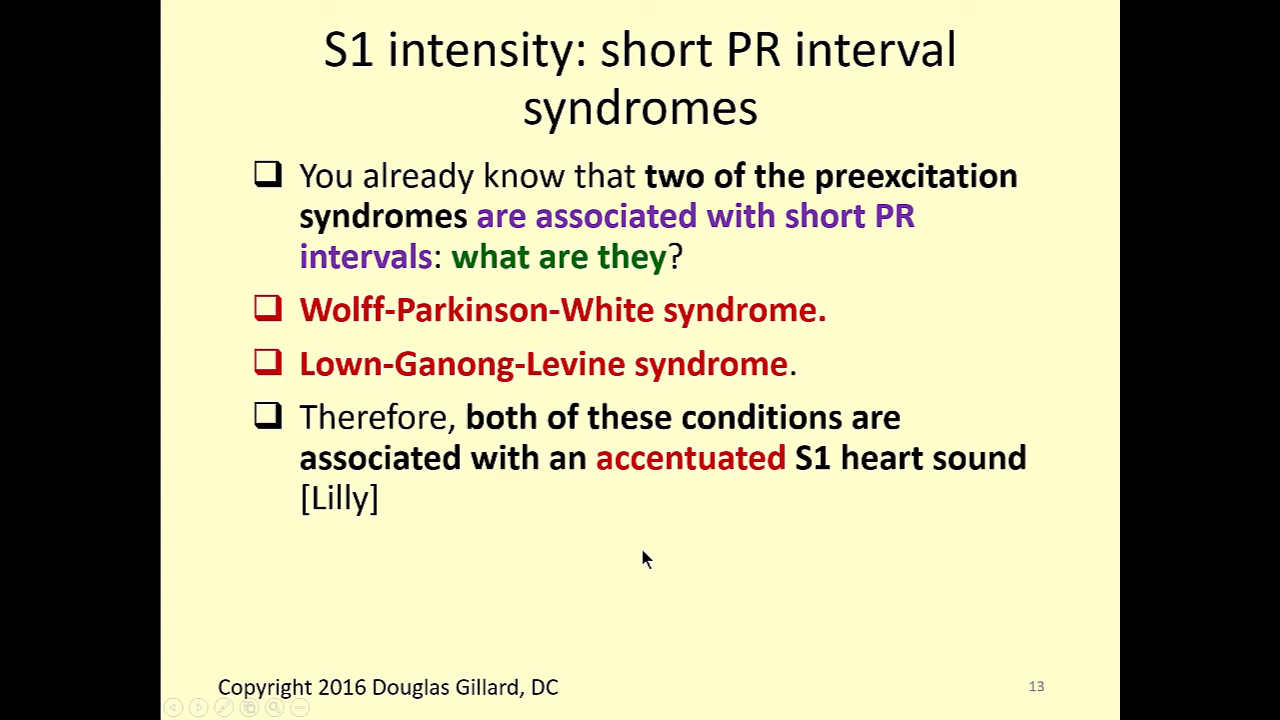 S1 intensity: short PR interval
syndromes
You already know that two of the preexcitation
syndromes are associated with short PR
intervals: what are they?
Wolff-Parkinson-White syndrome.
Lown-Ganong-Levine syndrome.
Therefore, both of these conditions are
associated with an accentuated S1 heart sound
[Lilly]
Copyright 2016 Douglas Gillard, DC
13